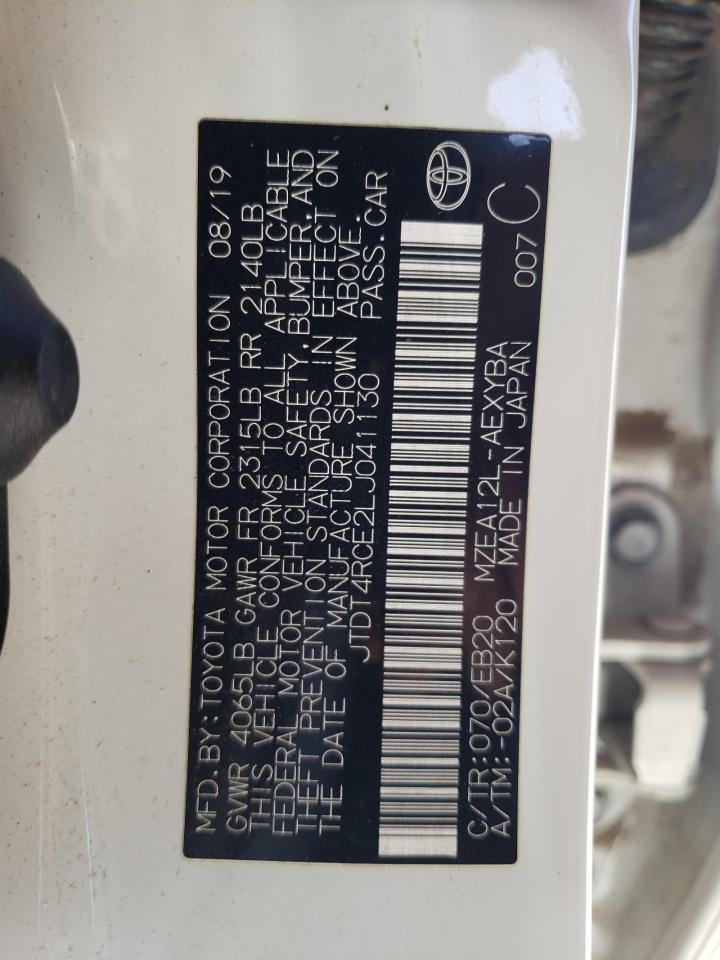 MFD.BY:TOYOTA MOTOR CORPORATION 08/19
GVWR 4065LB GAWR FR 2315LB RR 2140LB
THIS VEHICLE CONFORMS TO ALL APPLICABLE
FEDERAL MOTOR VEHICLE SAFETY,BUMPER,AND
THEFT PREVENTION STANDARDS IN EFFECT ON
THE DATE OF MANUFACTURE SHOWN ABOVE.
JTDT4RCE2LJ041130 PASS.CAR
C/TR:070/EB20 MZEA12L-AEXYBA
A/TM:-02A/K120 MADE IN JAPAN 007 C